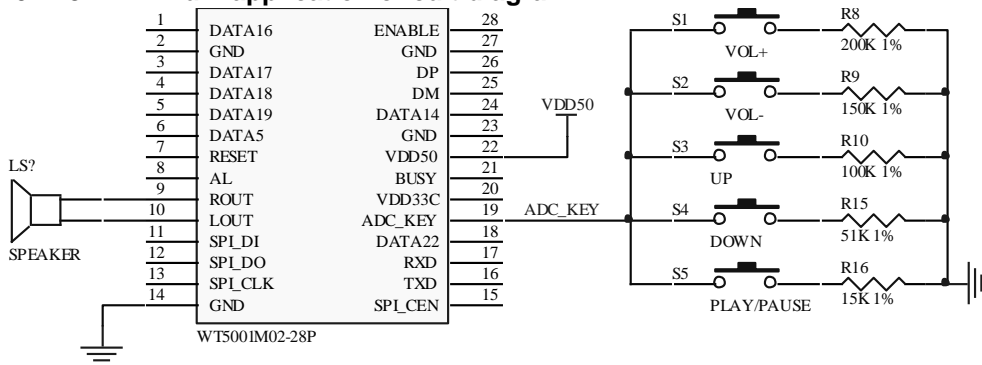 1 DATA16 ENABLE 28
2 GND GND 27
3 DATA17 DP 26
4 DATA18 DM 25
5 DATA19 DATA14 24
6 DATA5 GND 23
7 RESET VDD50 22
8 AL BUSY 21
9 ROUT VDD33C 20
10 LOUT ADC_KEY 19
11 SPI_DI DATA22 18
12 SPI_DO RXD 17
13 SPI_CLK TXD 16
14 GND SPI_CEN 15
WT5001M02-28P
LS?
SPEAKER
VDD50
ADC_KEY
S1 VOL+ R8 200K 1%
S2 VOL- R9 150K 1%
S3 UP R10 100K 1%
S4 DOWN R15 51K 1%
S5 PLAY/PAUSE R16 15K 1%